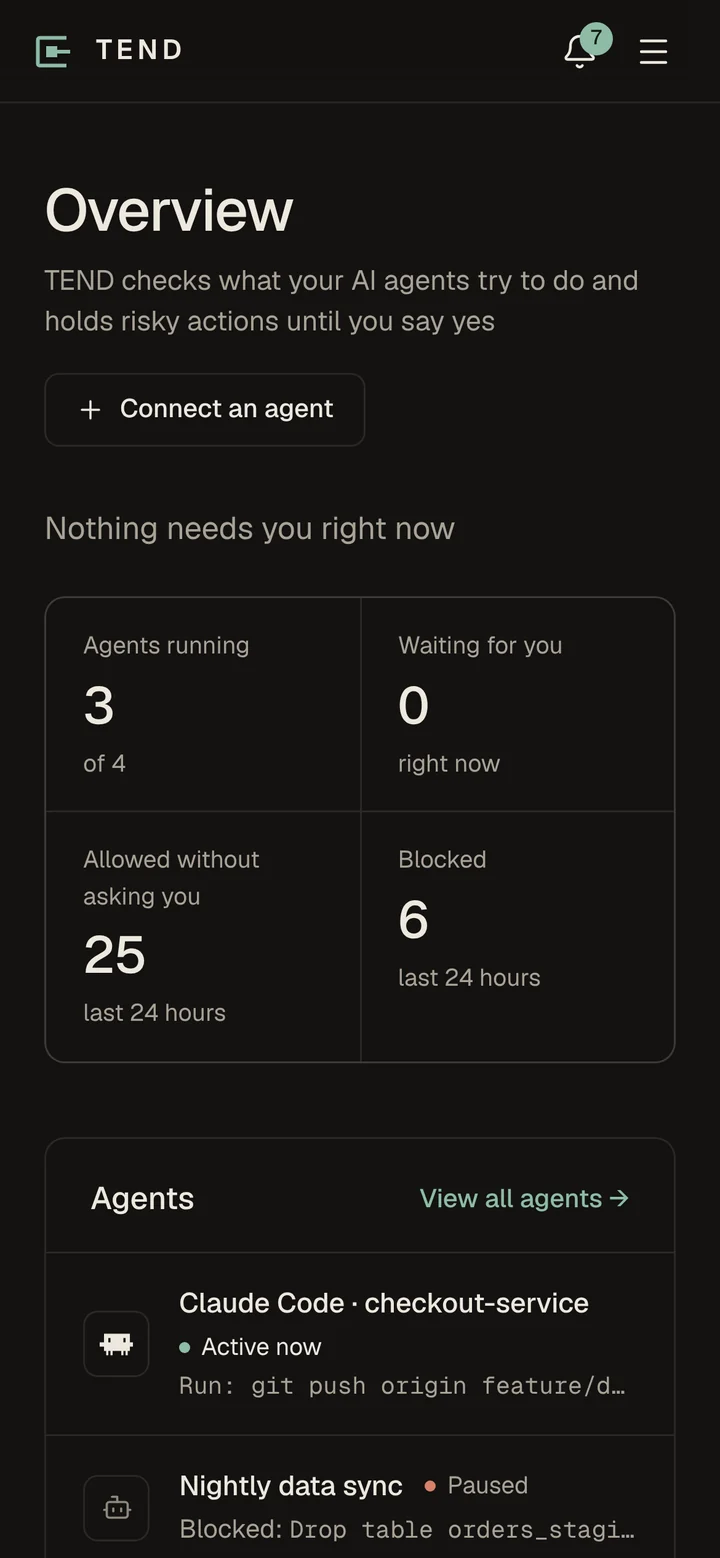 TEND
7
Overview
TEND checks what your AI agents try to do and
holds risky actions until you say yes
+ Connect an agent
Nothing needs you right now
Agents running
3
of 4
Waiting for you
0
right now
Allowed without
asking you
25
last 24 hours
Blocked
6
last 24 hours
Agents
View all agents →
Claude Code · checkout-service
Active now
Run: git push origin feature/d…
Nightly data sync
Paused
Blocked: Drop table orders_stagi…